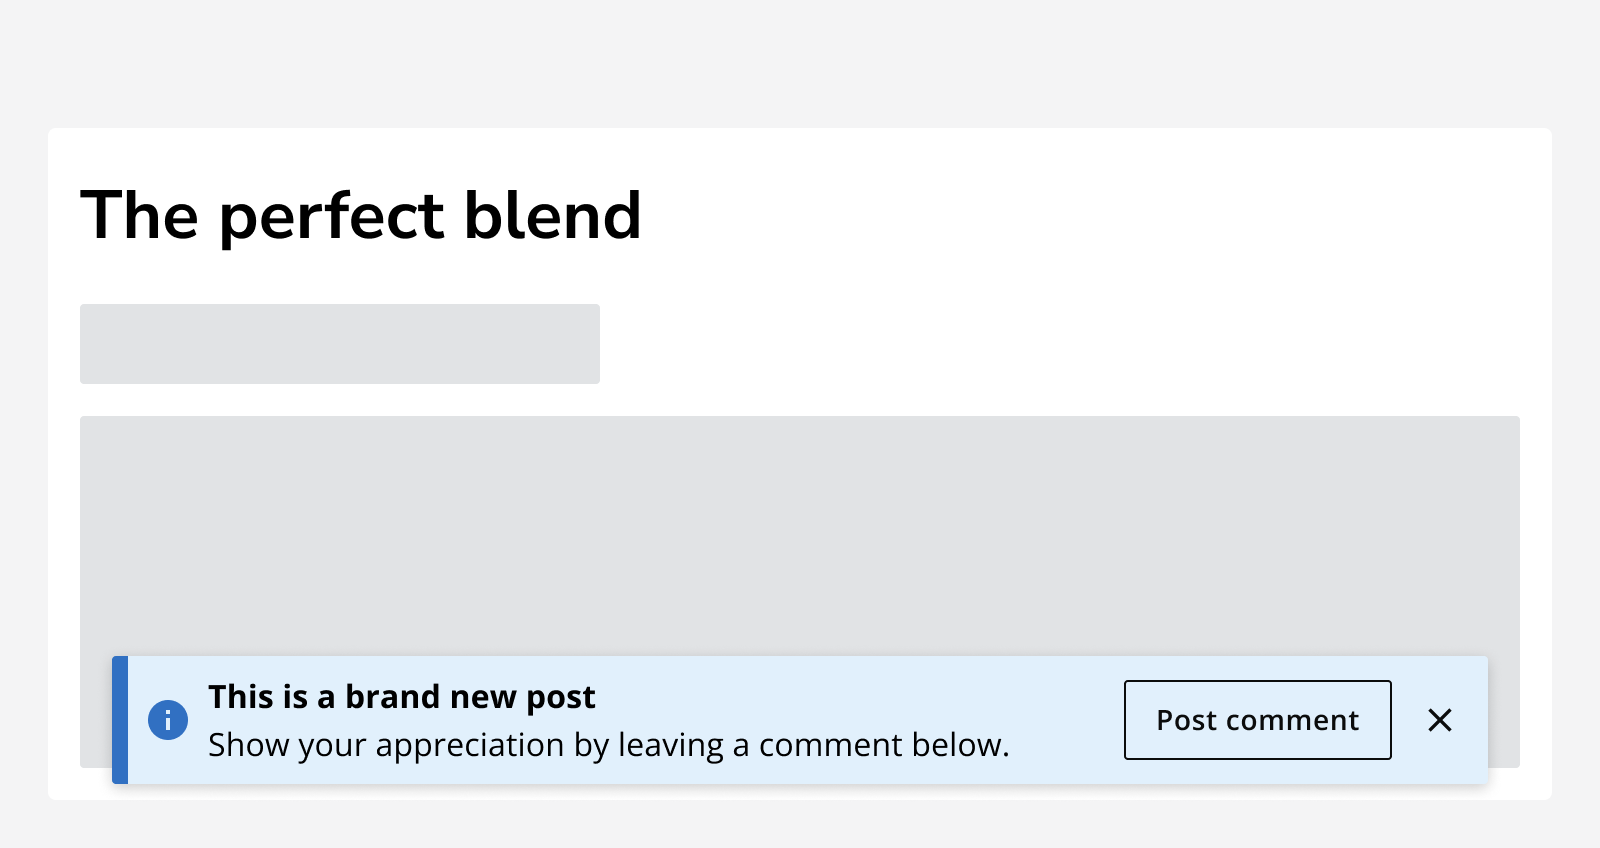 The perfect blend
This is a brand new post
Show your appreciation by leaving a comment below.
Post comment